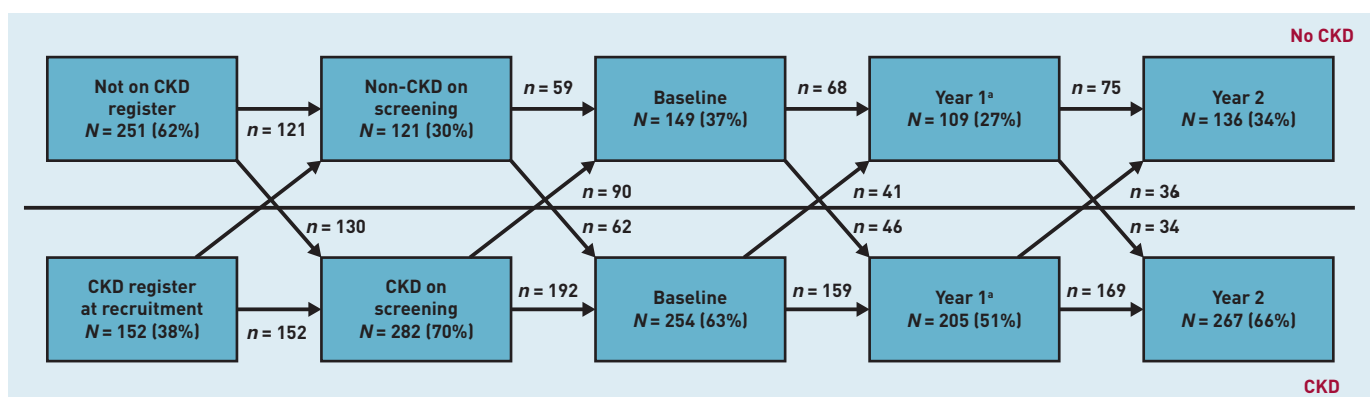 No CKD
Not on CKD
register
N = 251 (62%)
n = 121
Non-CKD on
screening
N = 121 (30%)
n = 59
Baseline
N = 149 (37%)
n = 68
Year 1ª
N = 109 (27%)
n = 75
Year 2
N = 136 (34%)
n = 90
n = 41
n = 36
n = 130
n = 62
n = 46
n = 34
CKD register
at recruitment
N = 152 (38%)
n = 152
CKD on
screening
N = 282 (70%)
n = 192
Baseline
N = 254 (63%)
n = 159
Year 1ª
N = 205 (51%)
n = 169
Year 2
N = 267 (66%)
CKD